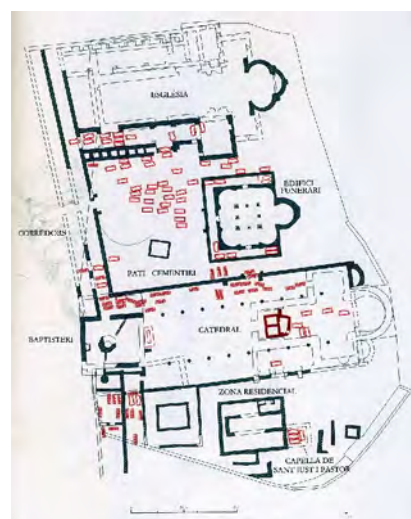 ESGLÉSIA
EDIFICI
FUNERARI
CORREDORS
PATI CEMENTIRI
BAPTISTERI
CATEDRAL
ZONA RESIDENCIAL
CAPELLA DE
SANT JUST I PASTOR